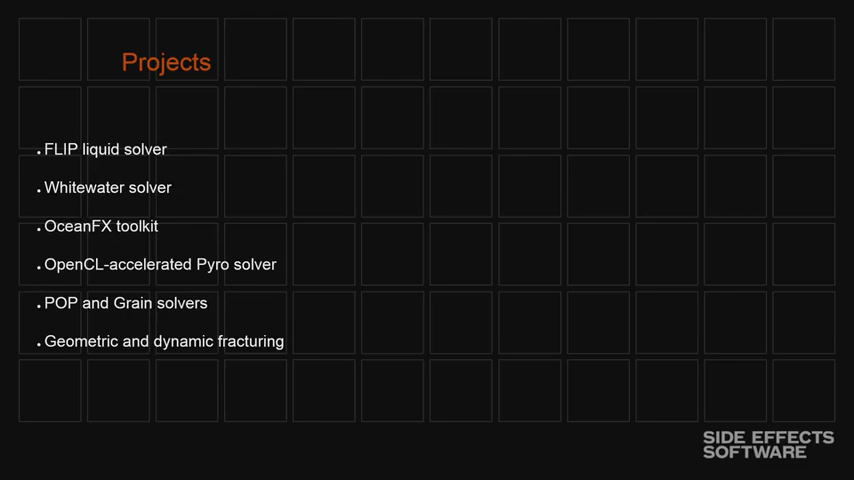 Projects
FLIP liquid solver
Whitewater solver
OceanFX toolkit
OpenCL-accelerated Pyro solver
POP and Grain solvers
Geometric and dynamic fracturing
SIDE EFFECTS
SOFTWARE